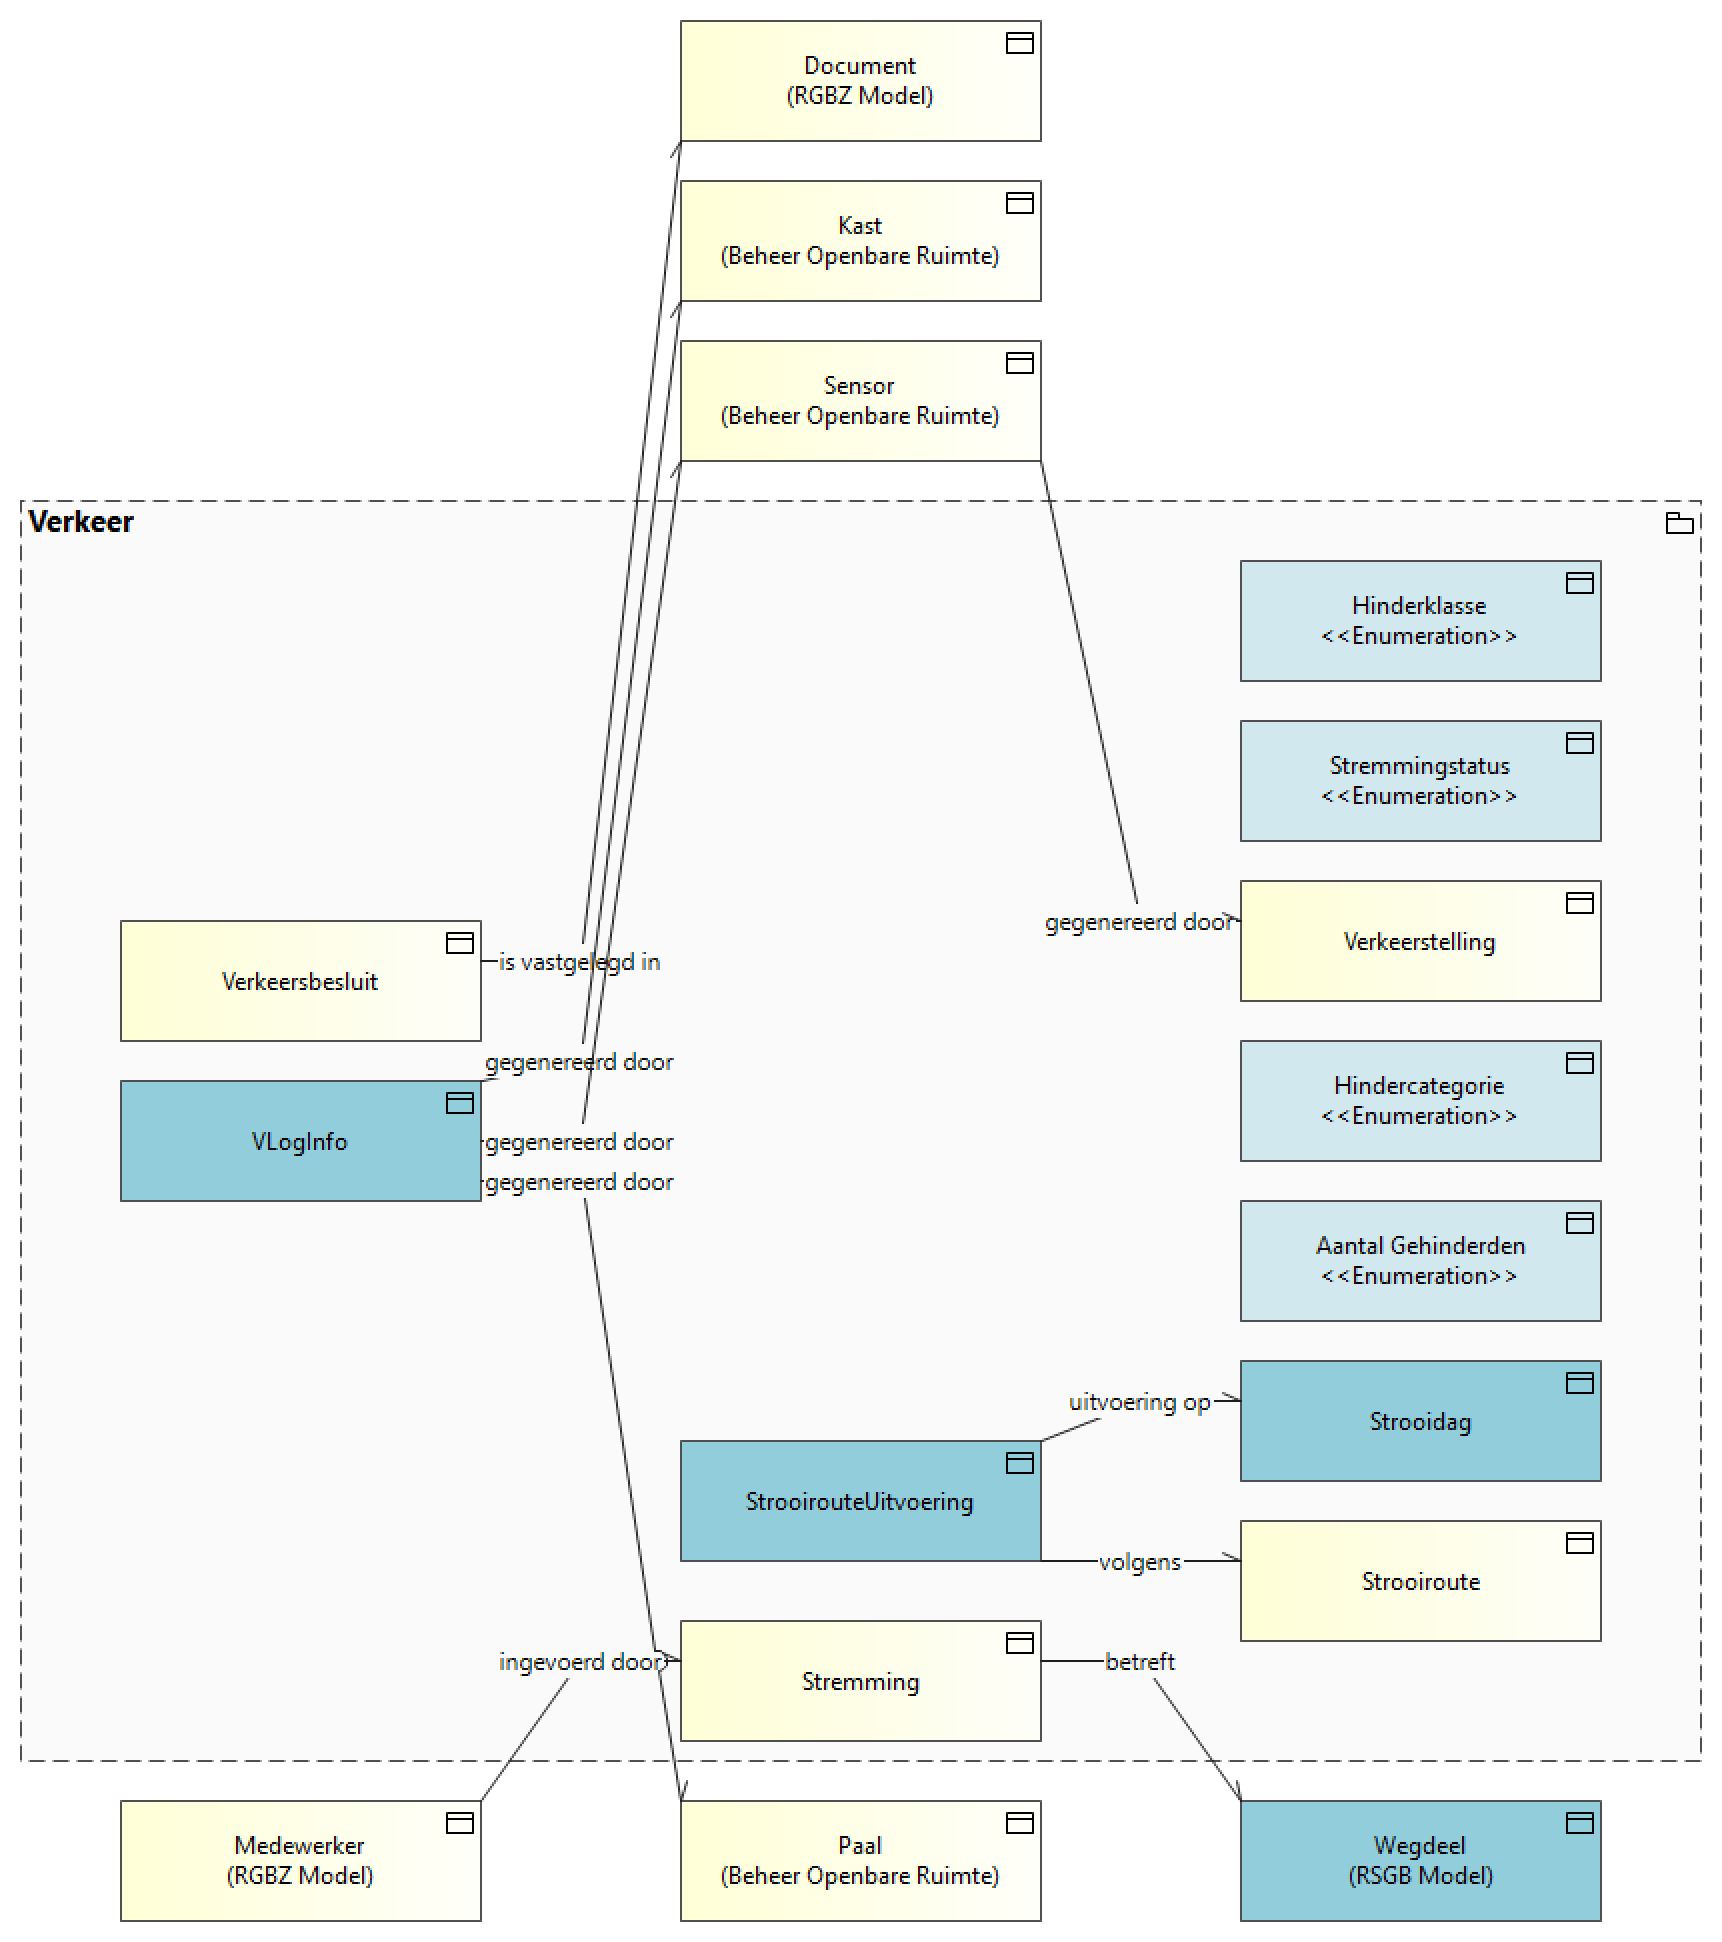 Document
(RGBZ Model)
Kast
(Beheer Openbare Ruimte)
Sensor
(Beheer Openbare Ruimte)
Verkeer
Hinderklasse
<<Enumeration>>
Stremmingstatus
<<Enumeration>>
gegenereerd door
Verkeerstelling
Verkeersbesluit
is vastgelegd in
gegenereerd door
VLogInfo
gegenereerd door
gegenereerd door
Hindercategorie
<<Enumeration>>
Aantal Gehinderden
<<Enumeration>>
uitvoering op
Strooidag
StrooirouteUitvoering
volgens
Strooiroute
ingevoerd door
Stremming
betreft
Medewerker
(RGBZ Model)
Paal
(Beheer Openbare Ruimte)
Wegdeel
(RSGB Model)